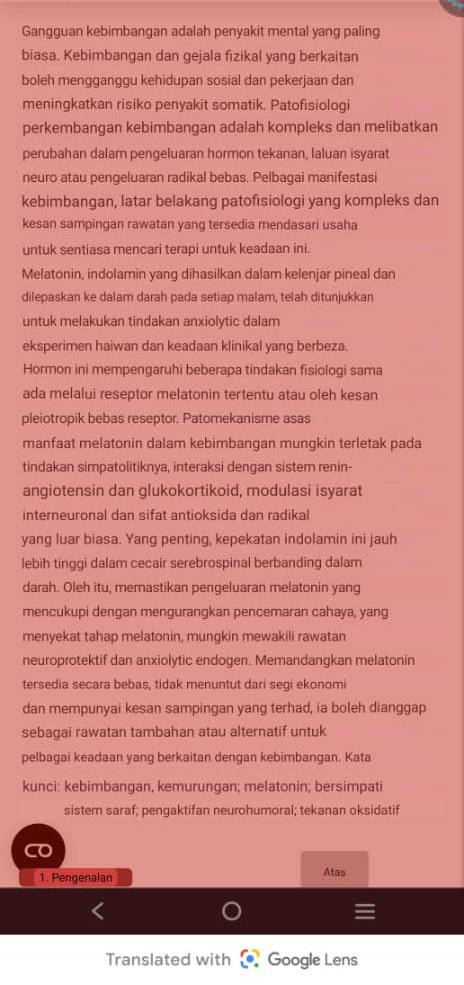 Gangguan kebimbangan adalah penyakit mental yang paling
biasa. Kebimbangan dan gejala fizikal yang berkaitan
boleh mengganggu kehidupan sosial dan pekerjaan dan
meningkatkan risiko penyakit somatik. Patofisiologi
perkembangan kebimbangan adalah kompleks dan melibatkan
perubahan dalam pengeluaran hormon tekanan, laluan isyarat
neuro atau pengeluaran radikal bebas. Pelbagai manifestasi
kebimbangan, latar belakang patofisiologi yang kompleks dan
kesan sampingan rawatan yang tersedia mendasari usaha
untuk sentiasa mencari terapi untuk keadaan ini.
Melatonin, indolamin yang dihasilkan dalam kelenjar pineal dan
dilepaskan ke dalam darah pada setiap malam, telah ditunjukkan
untuk melakukan tindakan anxiolytic dalam
eksperimen haiwan dan keadaan klinikal yang berbeza.
Hormon ini mempengaruhi beberapa tindakan fisiologi sama
ada melalui reseptor melatonin tertentu atau oleh kesan
pleiotropik bebas reseptor. Patomekanisme asas
manfaat melatonin dalam kebimbangan mungkin terletak pada
tindakan simpatolitiknya, interaksi dengan sistem renin-
angiotensin dan glukokortikoid, modulasi isyarat
interneuronal dan sifat antioksida dan radikal
yang luar biasa. Yang penting, kepekatan indolamin ini jauh
lebih tinggi dalam cecair serebrospinal berbanding dalam
darah. Oleh itu, memastikan pengeluaran melatonin yang
mencukupi dengan mengurangkan pencemaran cahaya, yang
menyekat tahap melatonin, mungkin mewakili rawatan
neuroprotektif dan anxiolytic endogen. Memandangkan melatonin
tersedia secara bebas, tidak menuntut dari segi ekonomi
dan mempunyai kesan sampingan yang terhad, ia boleh dianggap
sebagai rawatan tambahan atau alternatif untuk
pelbagai keadaan yang berkaitan dengan kebimbangan. Kata
kunci: kebimbangan, kemurungan; melatonin; bersimpati
sistem saraf; pengaktifan neurohumoral; tekanan oksidatif
1. Pengenalan
Atas
Translated with Google Lens